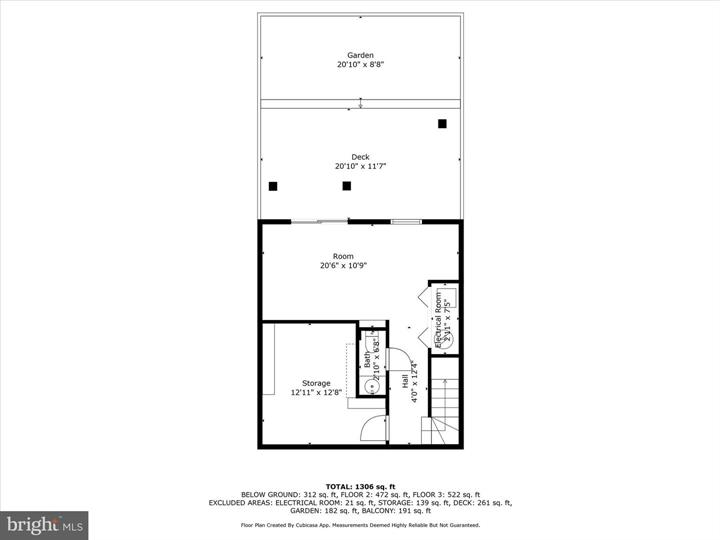 Garden
20'10" x 8'8"
Deck
20'10" x 11'7"
Room
20'6" x 10'9"
Electrical Room
2'11" x 7'5"
Bath
2'10" x 6'8"
Hall
4'0" x 12'4"
Storage
12'11" x 12'8"
TOTAL: 1306 sq. ft
BELOW GROUND: 312 sq. ft, FLOOR 2: 472 sq. ft, FLOOR 3: 522 sq. ft
EXCLUDED AREAS: ELECTRICAL ROOM: 21 sq. ft, STORAGE: 139 sq. ft, DECK: 261 sq. ft,
GARDEN: 182 sq. ft, BALCONY: 191 sq. ft
Floor Plan Created By Cubicasa App. Measurements Deemed Highly Reliable But Not Guaranteed.
bright MLS